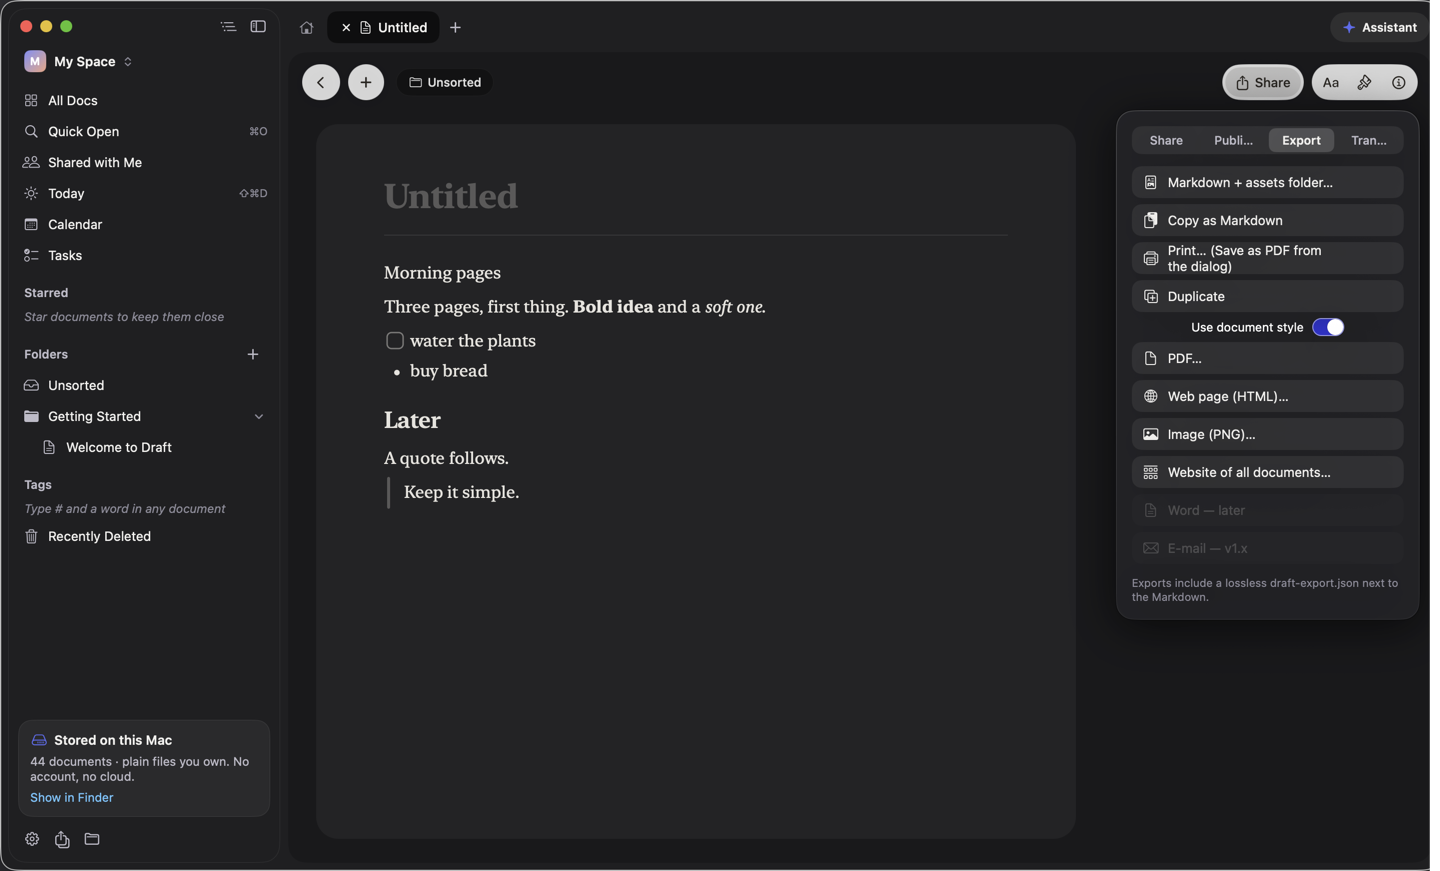 Untitled
Assistant
M My Space
Unsorted
Share
Aa
All Docs
Quick Open ⌘O
Shared with Me
Today ⇧⌘D
Calendar
Tasks
Starred
Star documents to keep them close
Folders
Unsorted
Getting Started
Welcome to Draft
Tags
Type # and a word in any document
Recently Deleted
Stored on this Mac
44 documents · plain files you own. No
account, no cloud.
Show in Finder
Untitled
Morning pages
Three pages, first thing. Bold idea and a soft one.
water the plants
• buy bread
Later
A quote follows.
Keep it simple.
Share Publi... Export Tran...
Markdown + assets folder...
Copy as Markdown
Print... (Save as PDF from
the dialog)
Duplicate
Use document style
PDF...
Web page (HTML)...
Image (PNG)...
Website of all documents...
Word — later
E-mail — v1.x
Exports include a lossless draft-export.json next to
the Markdown.